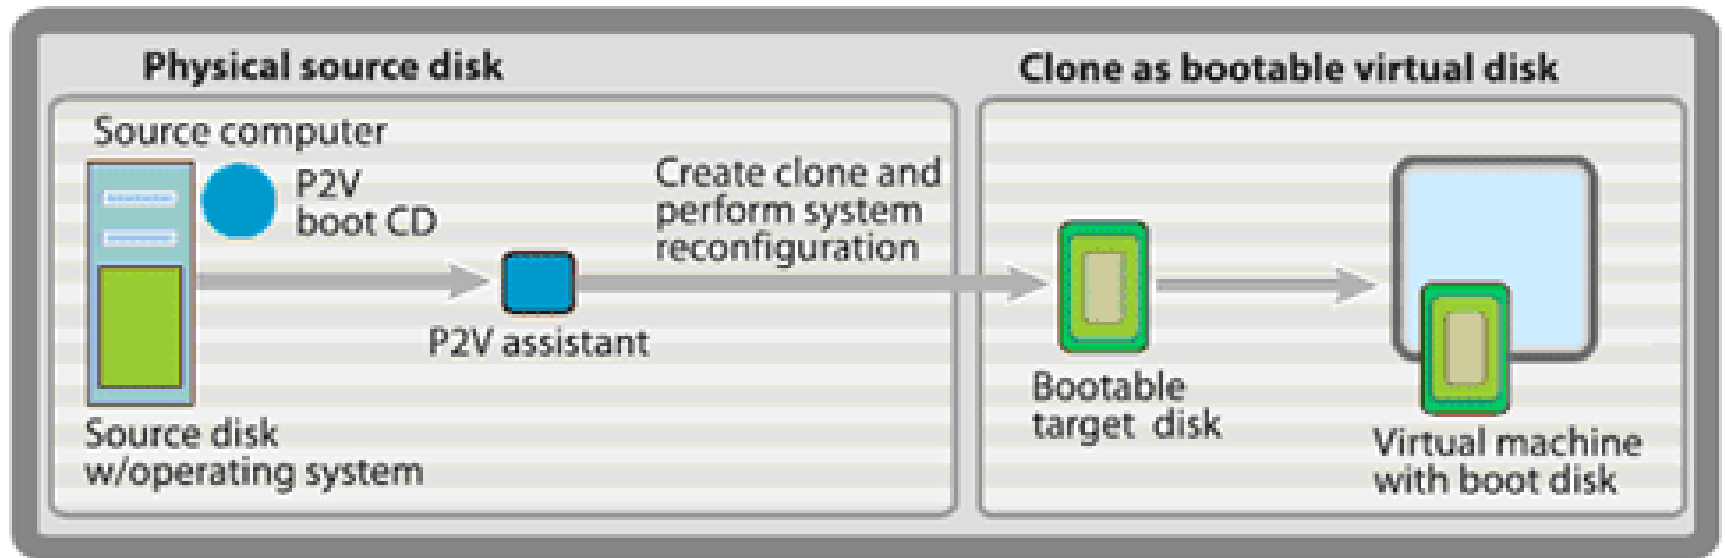 Physical source disk
Clone as bootable virtual disk
Source computer
P2V
boot CD
Create clone and
perform system
reconfiguration
P2V assistant
Source disk
w/operating system
Bootable
target disk
Virtual machine
with boot disk